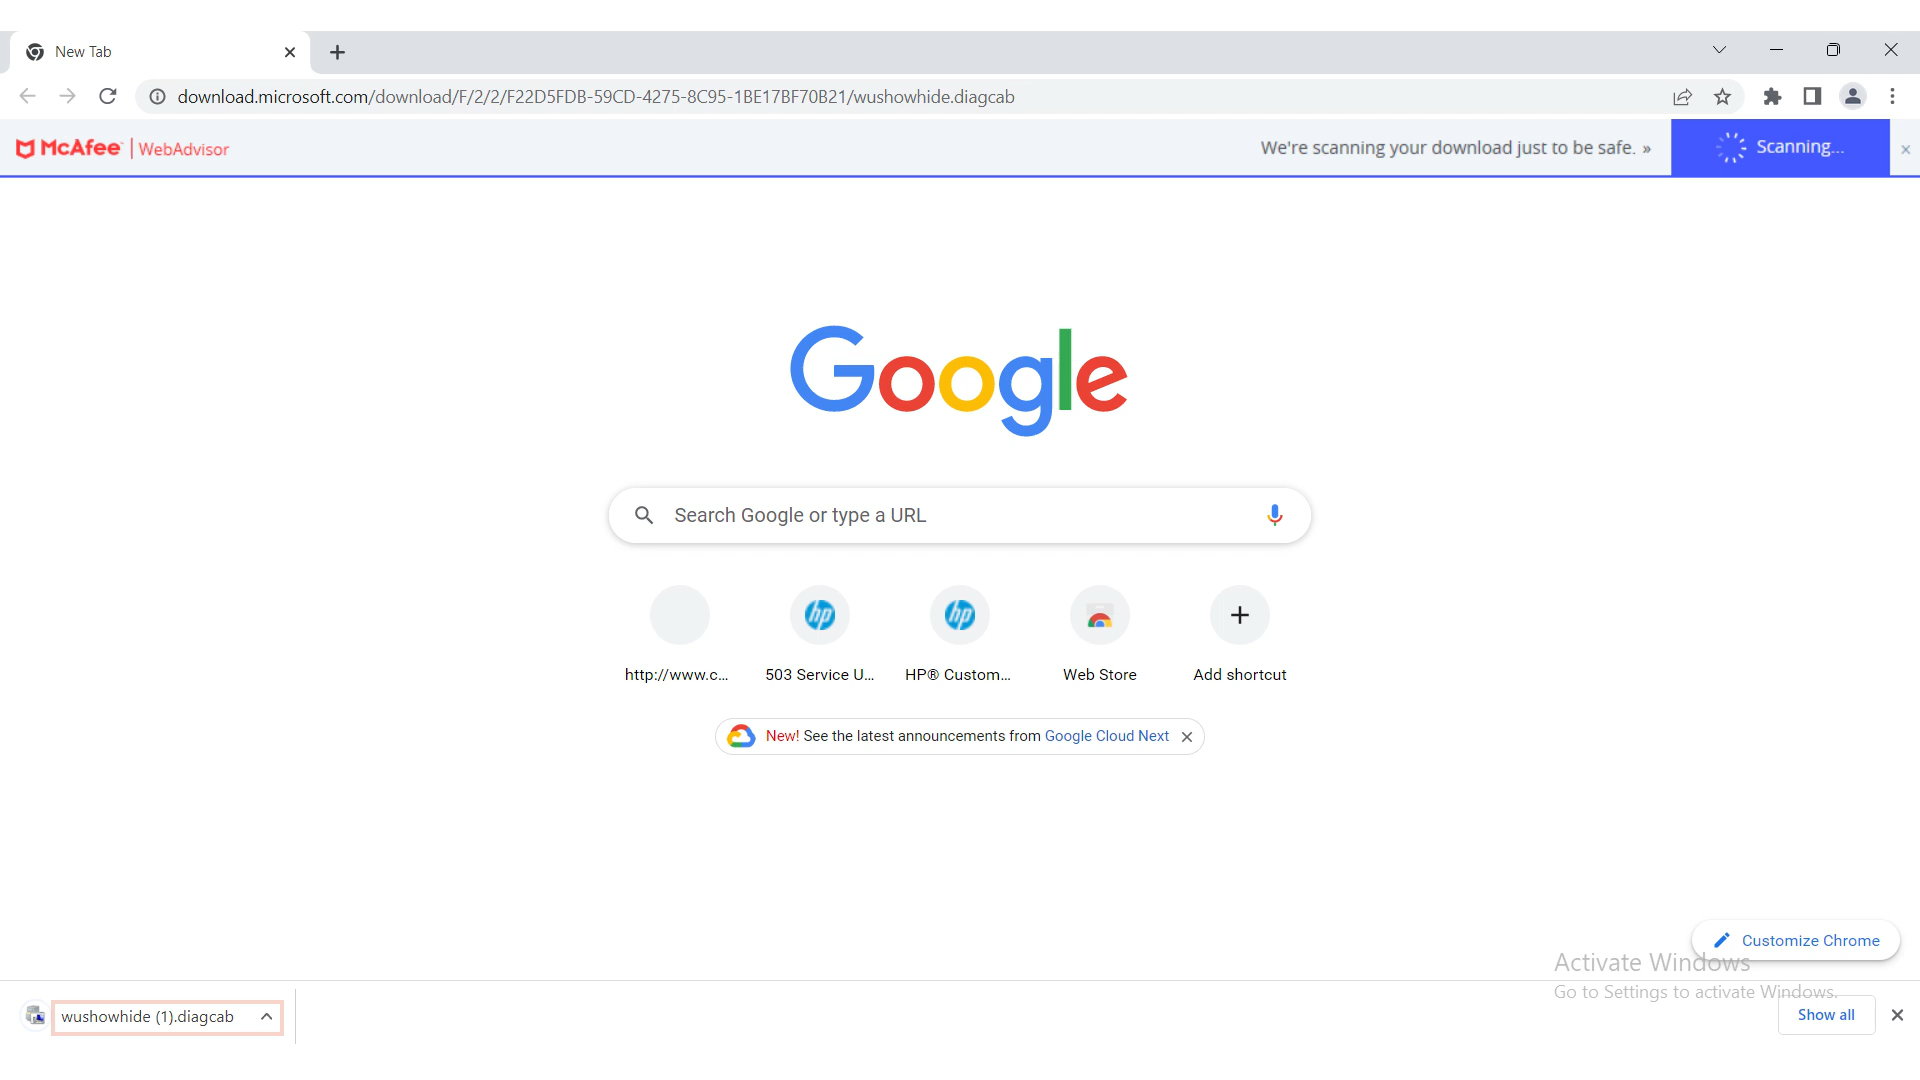 New Tab
download.microsoft.com/download/F/2/2/F22D5FDB-59CD-4275-8C95-1BE17BF70B21/wushowhide.diagcab
McAfee | WebAdvisor
We're scanning your download just to be safe. »
Scanning...
Google
Search Google or type a URL
hp
hp
http://www.c...
503 Service U...
HP® Custom...
Web Store
Add shortcut
New! See the latest announcements from Google Cloud Next
Customize Chrome
Activate Windows
Go to Settings to activate Windows.
wushowhide (1).diagcab
Show all